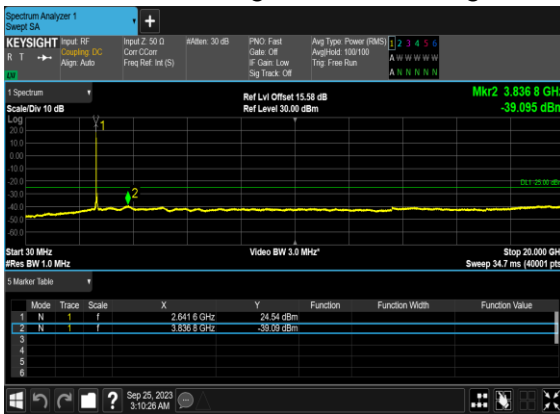 Spectrum Analyzer 1
Swept SA
KEYSIGHT Input: RF Input Z: 50 Ω #Atten: 30 dB PNO: Fast Avg Type: Power (RMS) 1 2 3 4 5 6
R T Coupling: DC Corr CCorr Gate: Off Avg|Hold: 100/100 A W W W W W
Align: Auto Freq Ref: Int (S) IF Gain: Low Trig: Free Run
LV Sig Track: Off A N N N N N
1 Spectrum Ref Lvl Offset 15.58 dB Mkr2 3.836 8 GHz
Scale/Div 10 dB Ref Level 30.00 dBm -39.095 dBm
Log
20.0
10.0
0.00
-10.0
-20.0
-30.0
-40.0
-50.0
-60.0
1
2
DL1 -25.00 dBm
Start 30 MHz Video BW 3.0 MHz* Stop 20.000 GHz
#Res BW 1.0 MHz Sweep 34.7 ms (40001 pts)
5 Marker Table
Mode Trace Scale X Y Function Function Width Function Value
1 N 1 f 2.641 6 GHz 24.54 dBm
2 N 1 f 3.836 8 GHz -39.09 dBm
3
4
5
6
? Sep 25, 2023
3:10:26 AM